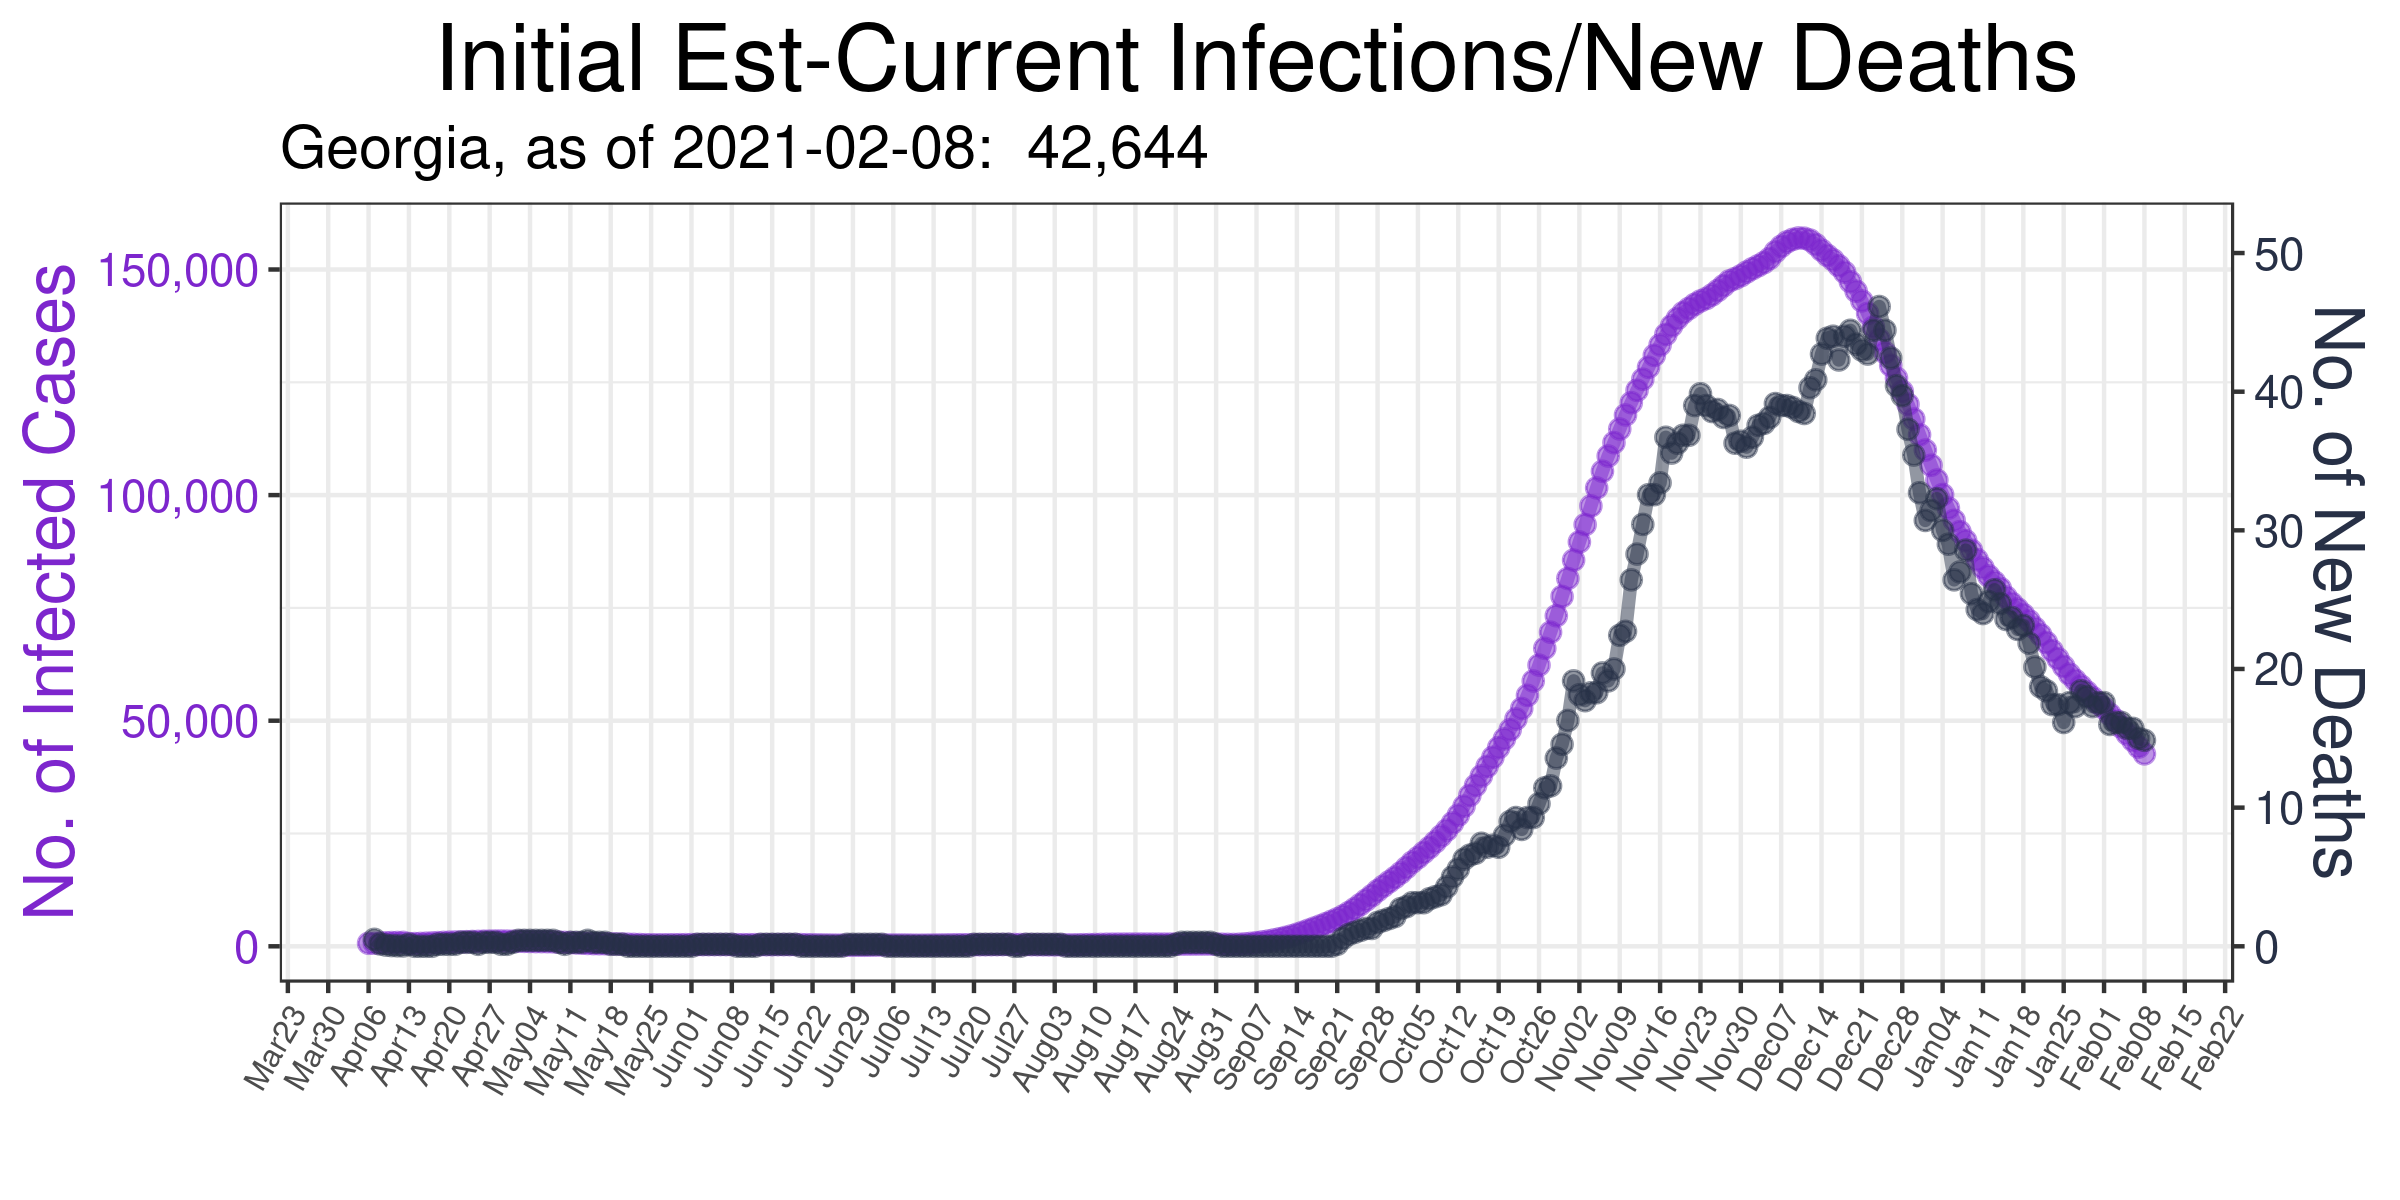 Initial Est-Current Infections/New Deaths
Georgia, as of 2021-02-08:  42,644
No. of Infected Cases
150,000
100,000
50,000
0
50
40
30
20
10
0
No. of New Deaths
Mar23
Mar30
Apr06
Apr13
Apr20
Apr27
May04
May11
May18
May25
Jun01
Jun08
Jun15
Jun22
Jun29
Jul06
Jul13
Jul20
Jul27
Aug03
Aug10
Aug17
Aug24
Aug31
Sep07
Sep14
Sep21
Sep28
Oct05
Oct12
Oct19
Oct26
Nov02
Nov09
Nov16
Nov23
Nov30
Dec07
Dec14
Dec21
Dec28
Jan04
Jan11
Jan18
Jan25
Feb01
Feb08
Feb15
Feb22